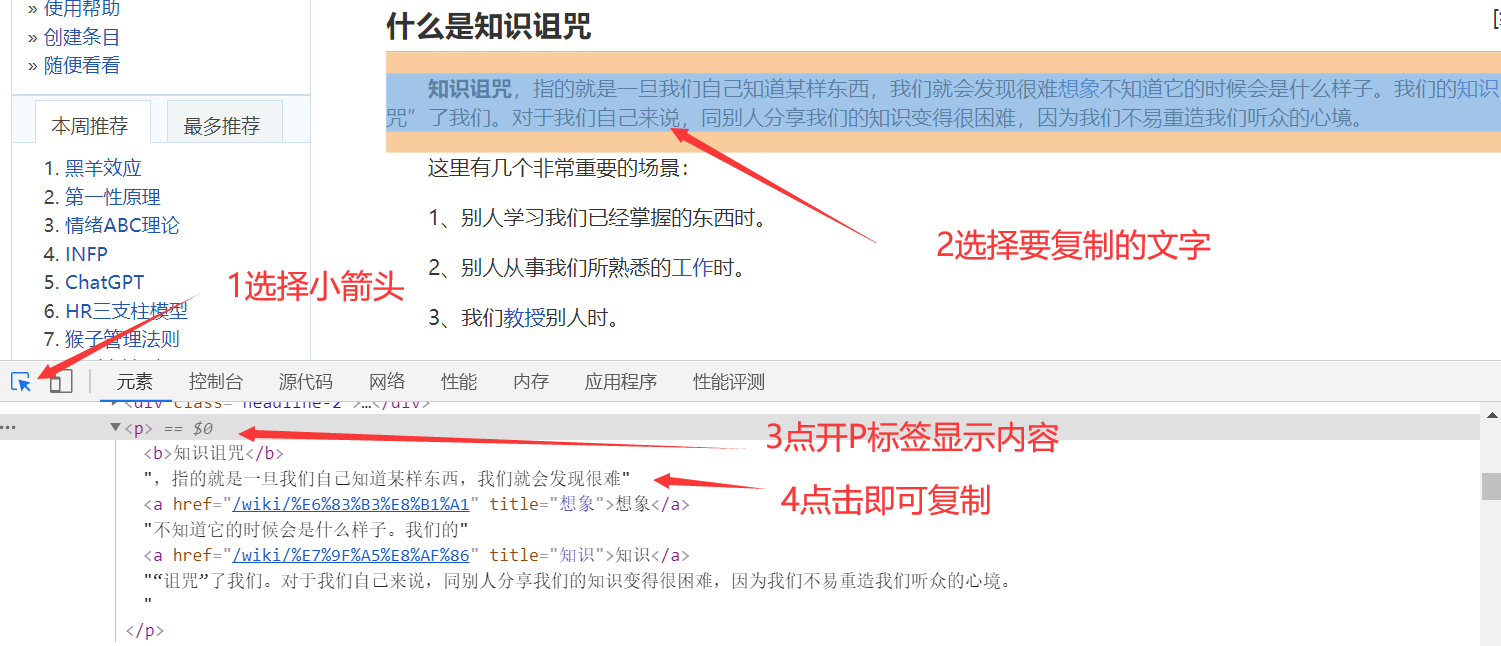 » 使用帮助
» 创建条目
» 随便看看
本周推荐 最多推荐
1. 黑羊效应
2. 第一性原理
3. 情绪ABC理论
4. INFP
5. ChatGPT
6. HR三支柱模型
7. 猴子管理法则
1选择小箭头
什么是知识诅咒
[
知识诅咒，指的就是一旦我们自己知道某样东西，我们就会发现很难想象不知道它的时候会是什么样子。我们的知识
咒”了我们。对于我们自己来说，同别人分享我们的知识变得很困难，因为我们不易重造我们听众的心境。
这里有几个非常重要的场景：
1、别人学习我们已经掌握的东西时。
2、别人从事我们所熟悉的工作时。
3、我们教授别人时。
2选择要复制的文字
元素 控制台 源代码 网络 性能 内存 应用程序 性能评测
<div class="headline-2">…</div>
••• ▼<p> == $0
3点开P标签显示内容
<b>知识诅咒</b>
"，指的就是一旦我们自己知道某样东西，我们就会发现很难"
4点击即可复制
<a href="/wiki/%E6%83%B3%E8%B1%A1" title="想象">想象</a>
"不知道它的时候会是什么样子。我们的"
<a href="/wiki/%E7%9F%A5%E8%AF%86" title="知识">知识</a>
"“诅咒”了我们。对于我们自己来说，同别人分享我们的知识变得很困难，因为我们不易重造我们听众的心境。
"
</p>